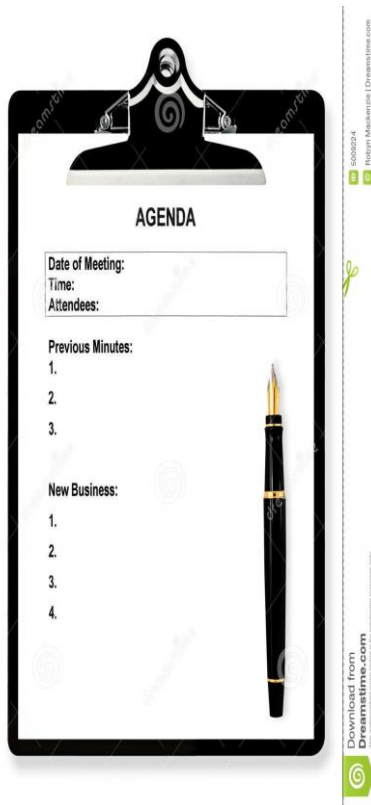 AGENDA
Date of Meeting:
Time:
Attendees:
Previous Minutes:
1.
2.
3.
New Business:
1.
2.
3.
4.
Download from
Dreamstime.com
5009224
Robyn Mackenzie | Dreamstime.com